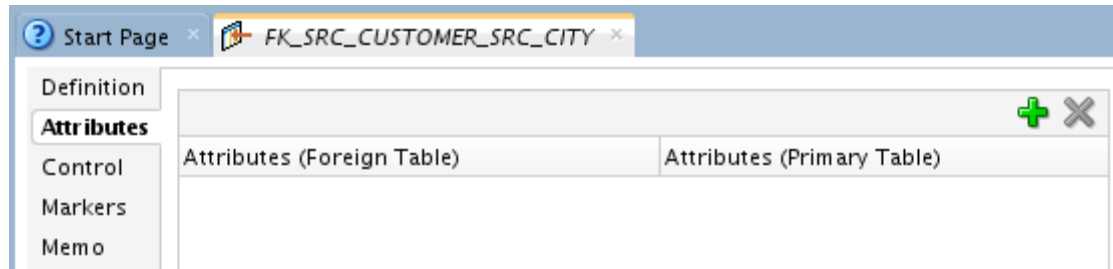 Start Page FK_SRC_CUSTOMER_SRC_CITY
Definition
Attributes
Control
Markers
Memo
Attributes (Foreign Table) Attributes (Primary Table)